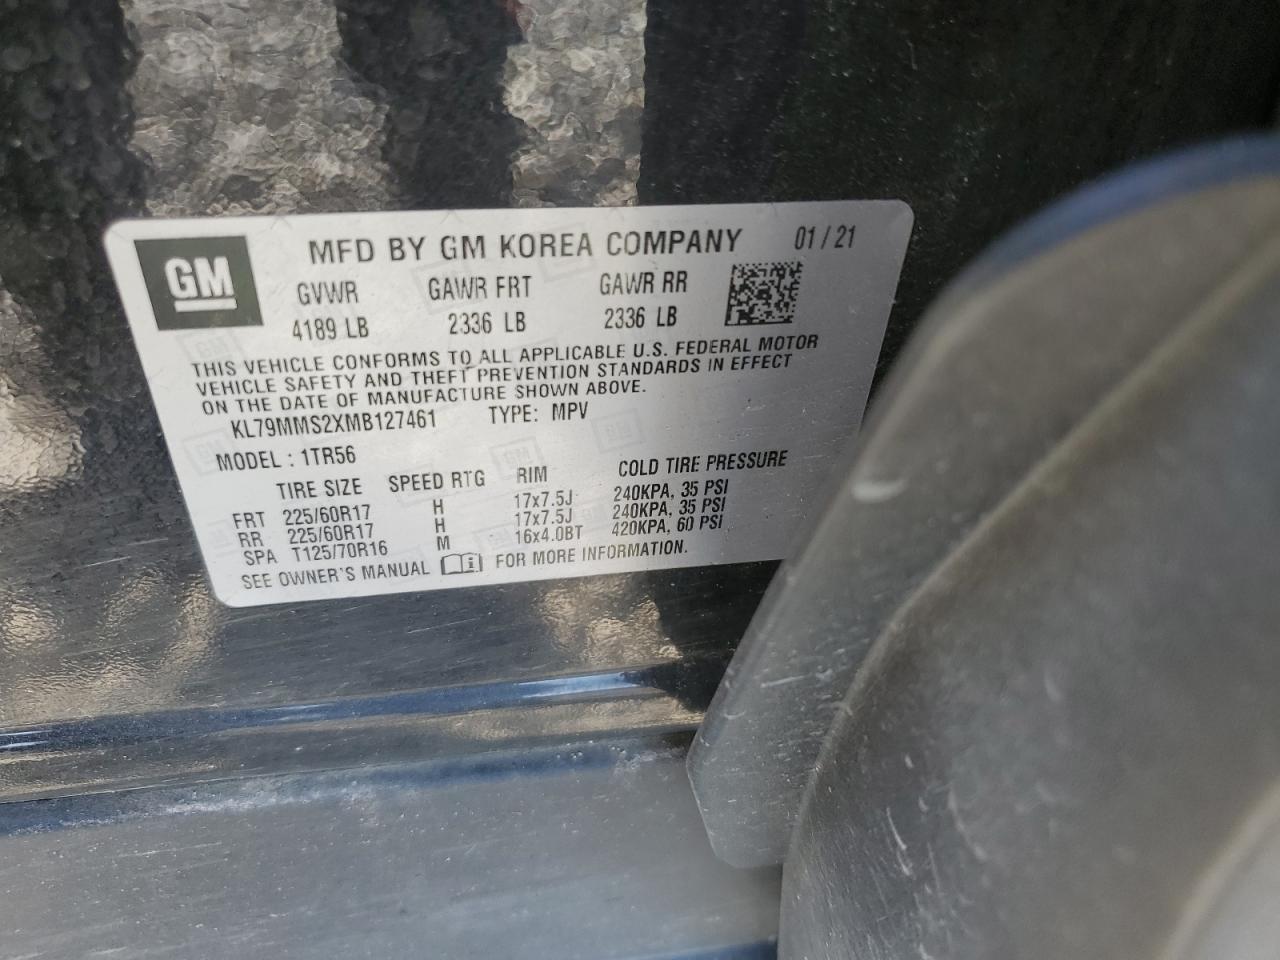 GM
MFD BY GM KOREA COMPANY 01/21
GVWR GAWR FRT GAWR RR
4189 LB 2336 LB 2336 LB
THIS VEHICLE CONFORMS TO ALL APPLICABLE U.S. FEDERAL MOTOR
VEHICLE SAFETY AND THEFT PREVENTION STANDARDS IN EFFECT
ON THE DATE OF MANUFACTURE SHOWN ABOVE.
KL79MMS2XMB127461 TYPE: MPV
MODEL : 1TR56
TIRE SIZE SPEED RTG RIM COLD TIRE PRESSURE
FRT 225/60R17 H 17x7.5J 240KPA, 35 PSI
RR 225/60R17 H 17x7.5J 240KPA, 35 PSI
SPA T125/70R16 M 16x4.0BT 420KPA, 60 PSI
SEE OWNER'S MANUAL FOR MORE INFORMATION.